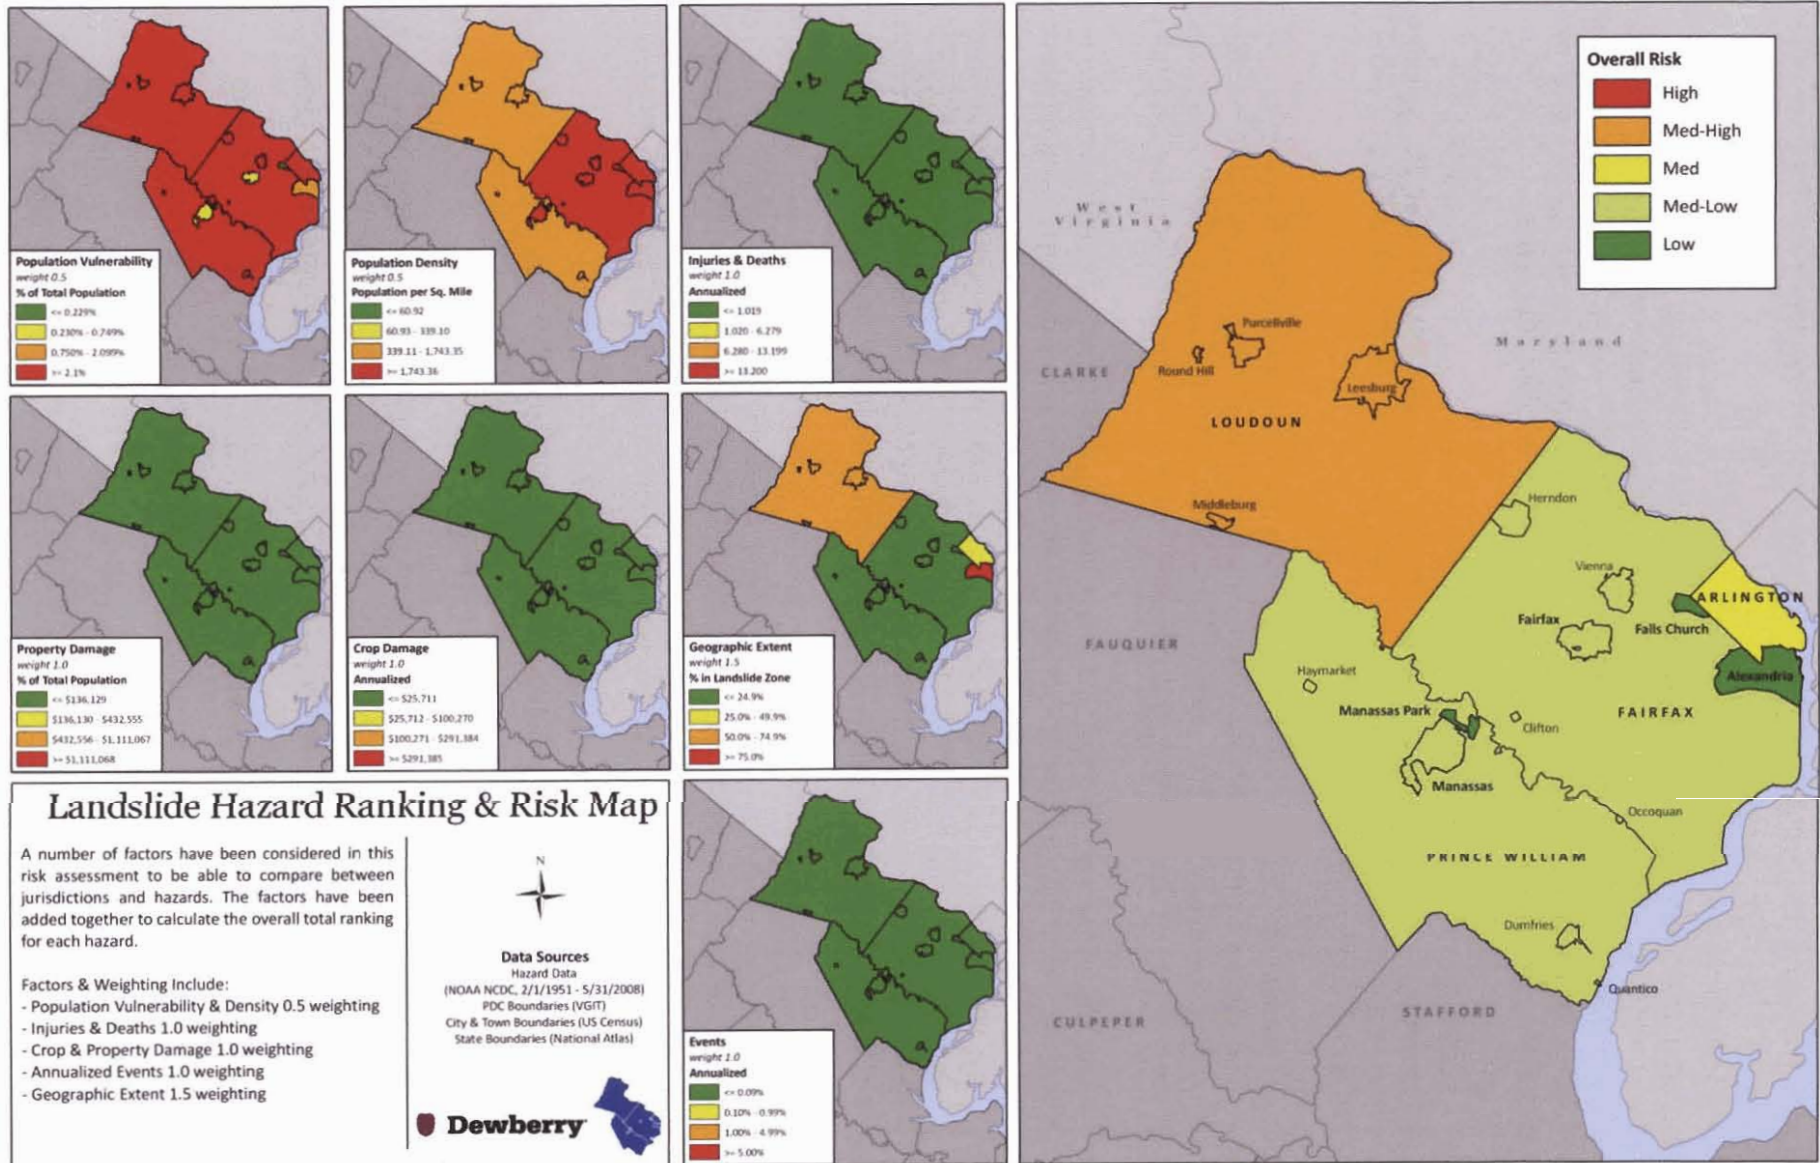 Population Vulnerability
weight 0.5
% of Total Population
<= 0.229%
0.230% - 0.749%
0.750% - 2.099%
>= 2.1%
Population Density
weight 0.5
Population per Sq. Mile
<= 60.92
60.93 - 339.10
339.11 - 1,743.35
>= 1,743.36
Injuries & Deaths
weight 1.0
Annualized
<= 1.019
1.020 - 6.279
6.280 - 13.199
>= 13.200
Property Damage
weight 1.0
% of Total Population
<= $136,129
$136,130 - $432,555
$432,556 - $1,111,067
>= $1,111,068
Crop Damage
weight 1.0
Annualized
<= $25,711
$25,712 - $100,270
$100,271 - $291,384
>= $291,385
Geographic Extent
weight 1.5
% in Landslide Zone
<= 24.9%
25.0% - 49.9%
50.0% - 74.9%
>= 75.0%
Landslide Hazard Ranking & Risk Map
A number of factors have been considered in this
risk assessment to be able to compare between
jurisdictions and hazards. The factors have been
added together to calculate the overall total ranking
for each hazard.
Factors & Weighting Include:
- Population Vulnerability & Density 0.5 weighting
- Injuries & Deaths 1.0 weighting
- Crop & Property Damage 1.0 weighting
- Annualized Events 1.0 weighting
- Geographic Extent 1.5 weighting
N
Data Sources
Hazard Data
(NOAA NCDC, 2/1/1951 - 5/31/2008)
PDC Boundaries (VGIT)
City & Town Boundaries (US Census)
State Boundaries (National Atlas)
Dewberry
Events
weight 1.0
Annualized
<= 0.09%
0.10% - 0.99%
1.00% - 4.99%
>= 5.00%
Overall Risk
High
Med-High
Med
Med-Low
Low
West
Virginia
Maryland
CLARKE
Purcellville
Round Hill
Leesburg
LOUDOUN
Middleburg
Herndon
Vienna
ARLINGTON
Fairfax
Falls Church
FAUQUIER
Haymarket
Alexandria
Manassas Park
FAIRFAX
Clifton
Manassas
Occoquan
PRINCE WILLIAM
Dumfries
Quantico
STAFFORD
CULPEPER